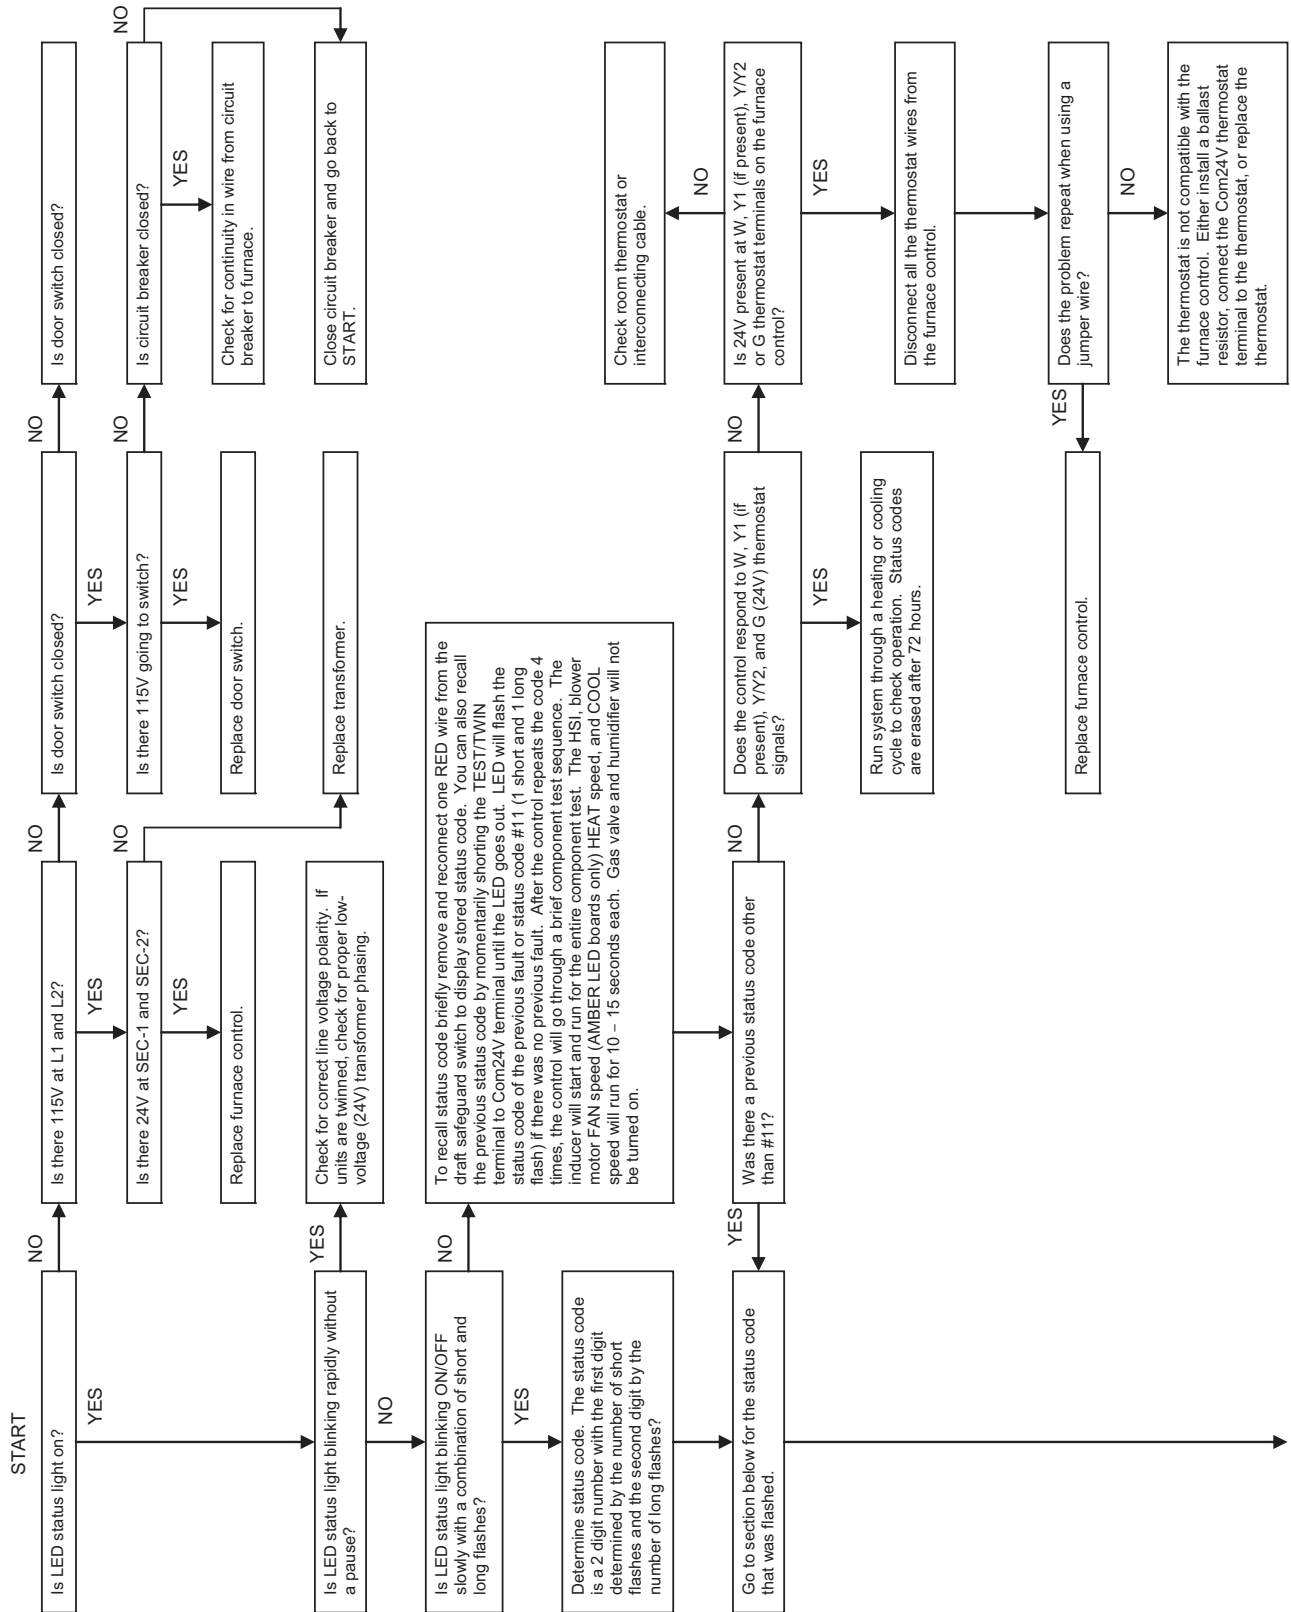 START
Is LED status light on?
NO
YES
Is there 115V at L1 and L2?
NO
YES
Is door switch closed?
NO
YES
Is door switch closed?
Is there 24V at SEC-1 and SEC-2?
NO
YES
Is there 115V going to switch?
NO
YES
Is circuit breaker closed?
NO
YES
Replace furnace control.
Replace door switch.
Check for continuity in wire from circuit
breaker to furnace.
Replace transformer.
Close circuit breaker and go back to
START.
Is LED status light blinking rapidly without
a pause?
YES
NO
Check for correct line voltage polarity. If
units are twinned, check for proper low-
voltage (24V) transformer phasing.
Is LED status light blinking ON/OFF
slowly with a combination of short and
long flashes?
NO
YES
To recall status code briefly remove and reconnect one RED wire from the
draft safeguard switch to display stored status code. You can also recall
the previous status code by momentarily shorting the TEST/TWIN
terminal to Com24V terminal until the LED goes out. LED will flash the
status code of the previous fault or status code #11 (1 short and 1 long
flash) if there was no previous fault. After the control repeats the code 4
times, the control will go through a brief component test sequence. The
inducer will start and run for the entire component test. The HSI, blower
motor FAN speed (AMBER LED boards only) HEAT speed, and COOL
speed will run for 10 – 15 seconds each. Gas valve and humidifier will not
be turned on.
Determine status code. The status code
is a 2 digit number with the first digit
determined by the number of short
flashes and the second digit by the
number of long flashes?
Check room thermostat or
interconnecting cable.
NO
Go to section below for the status code
that was flashed.
YES
Was there a previous status code other
than #11?
NO
Does the control respond to W, Y1 (if
present), Y/Y2, and G (24V) thermostat
signals?
NO
YES
Is 24V present at W, Y1 (if present), Y/Y2
or G thermostat terminals on the furnace
control?
YES
Run system through a heating or cooling
cycle to check operation. Status codes
are erased after 72 hours.
Disconnect all the thermostat wires from
the furnace control.
Replace furnace control.
YES
Does the problem repeat when using a
jumper wire?
NO
The thermostat is not compatible with the
furnace control. Either install a ballast
resistor, connect the Com24V thermostat
terminal to the thermostat, or replace the
thermostat.